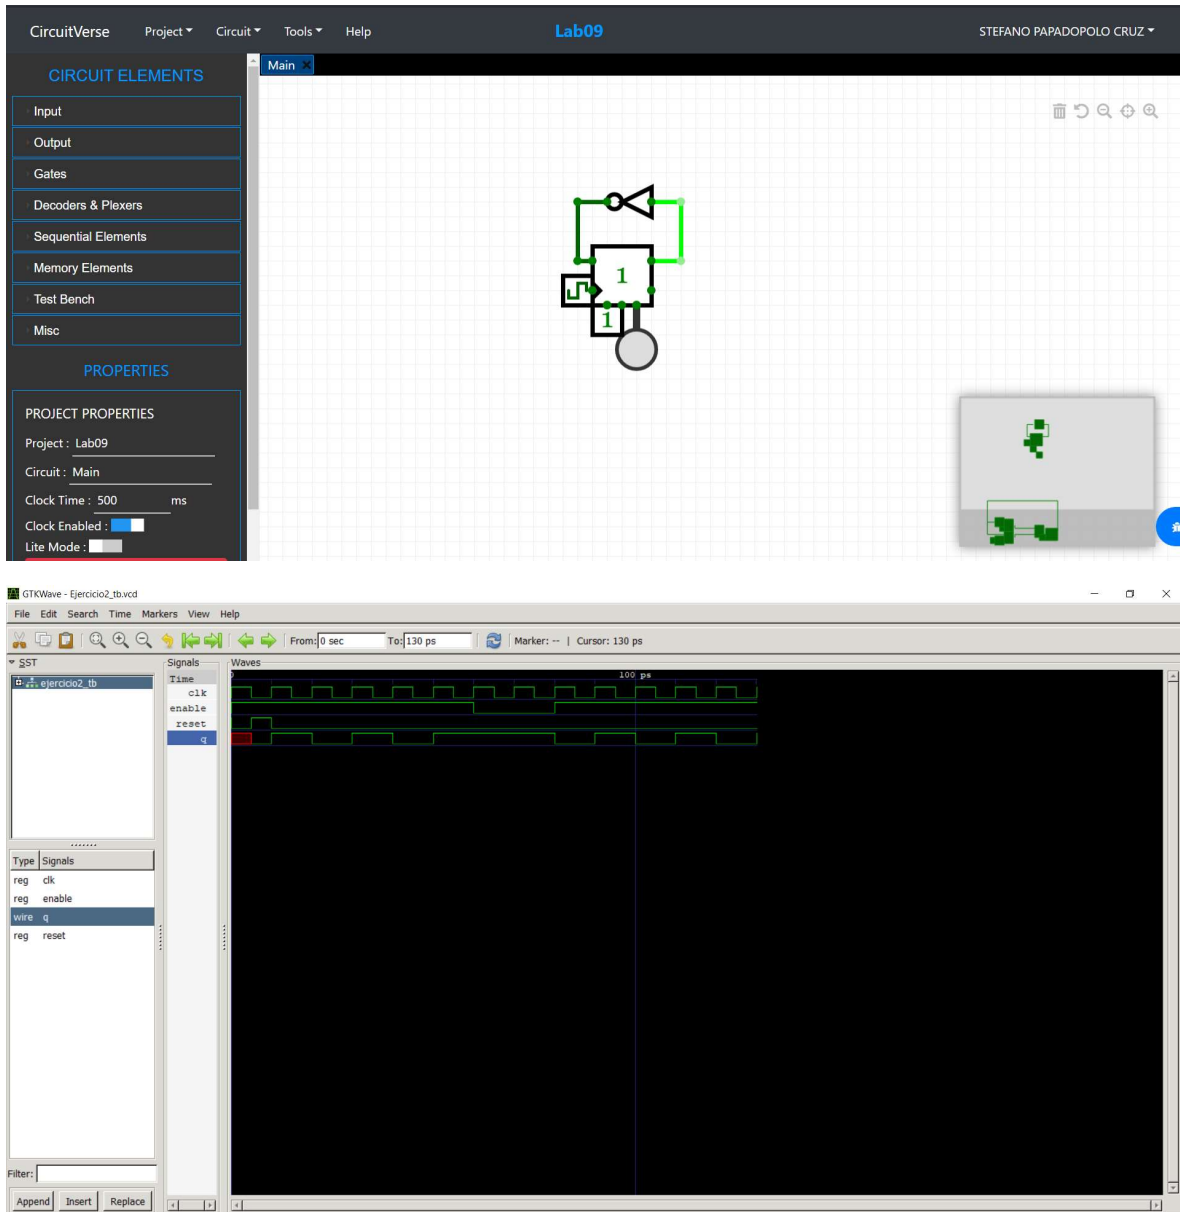 CircuitVerse Project Circuit Tools Help Lab09 STEFANO PAPADOPOLO CRUZ
CIRCUIT ELEMENTS
Main ×
Input
Output
Gates
Decoders & Plexers
Sequential Elements
Memory Elements
Test Bench
Misc
1
1
PROPERTIES
PROJECT PROPERTIES
Project : Lab09
Circuit : Main
Clock Time : 500 ms
Clock Enabled :
Lite Mode :
GTKWave - Ejercicio2_tb.vcd
File Edit Search Time Markers View Help
From: 0 sec To: 130 ps Marker: -- | Cursor: 130 ps
SST
ejercicio2_tb
Signals
Time
clk
enable
reset
q
Waves
100 ps
Type Signals
reg clk
reg enable
wire q
reg reset
Filter:
Append Insert Replace